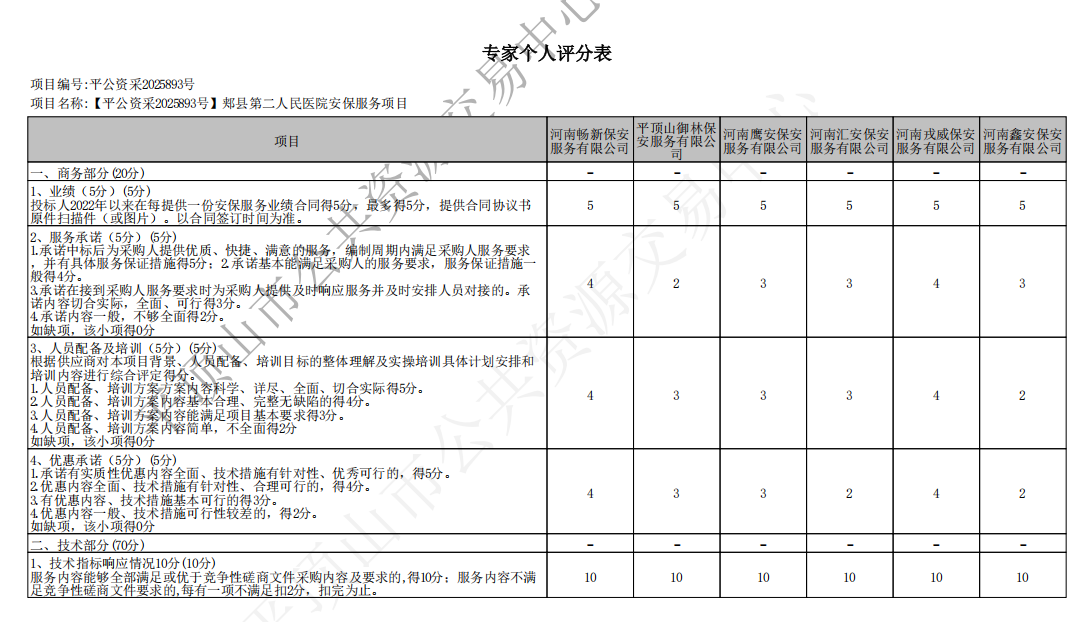 专家个人评分表
项目编号:平公资采2025893号
项目名称:【平公资采2025893号】郏县第二人民医院安保服务项目
项目 河南畅新保安服务有限公司 平顶山御林保安服务有限公司 河南鹰安保安服务有限公司 河南汇安保安服务有限公司 河南戎威保安服务有限公司 河南鑫安保安服务有限公司
一、商务部分(20分) - - - - - -
1、业绩（5分）(5分)
投标人2022年以来在每提供一份安保服务业绩合同得5分，最多得5分，提供合同协议书
原件扫描件（或图片）。以合同签订时间为准。
5 5 5 5 5 5
2、服务承诺（5分）(5分)
1.承诺中标后为采购人提供优质、快捷、满意的服务，编制周期内满足采购人服务要求
，并有具体服务保证措施得5分；2.承诺基本能满足采购人的服务要求，服务保证措施一
般得4分。
3.承诺在接到采购人服务要求时为采购人提供及时响应服务并及时安排人员对接的。承
诺内容切合实际，全面、可行得3分。
4.承诺内容一般，不够全面得2分。
如缺项，该小项得0分
4 2 3 3 4 3
3、人员配备及培训（5分）(5分)
根据供应商对本项目背景、人员配备、培训目标的整体理解及实操培训具体计划安排和
培训内容进行综合评定得分。
1.人员配备、培训方案方案内容科学、详尽、全面、切合实际得5分。
2.人员配备、培训方案内容基本合理、完整无缺陷的得4分。
3.人员配备、培训方案内容能满足项目基本要求得3分。
4.人员配备、培训方案内容简单，不全面得2分
如缺项，该小项得0分
4 3 3 3 4 2
4、优惠承诺（5分）(5分)
1.承诺有实质性优惠内容全面、技术措施有针对性、优秀可行的，得5分。
2.优惠内容全面、技术措施有针对性、合理可行的，得4分。
3.有优惠内容、技术措施基本可行的得3分。
4.优惠内容一般、技术措施可行性较差的，得2分。
如缺项，该小项得0分
4 3 3 2 4 2
二、技术部分(70分) - - - - - -
1、技术指标响应情况10分(10分)
服务内容能够全部满足或优于竞争性磋商文件采购内容及要求的,得10分；服务内容不满
足竞争性磋商文件要求的,每有一项不满足扣2分，扣完为止。
10 10 10 10 10 10
平顶山市公共资源交易中心
平顶山市公共资源交易中心